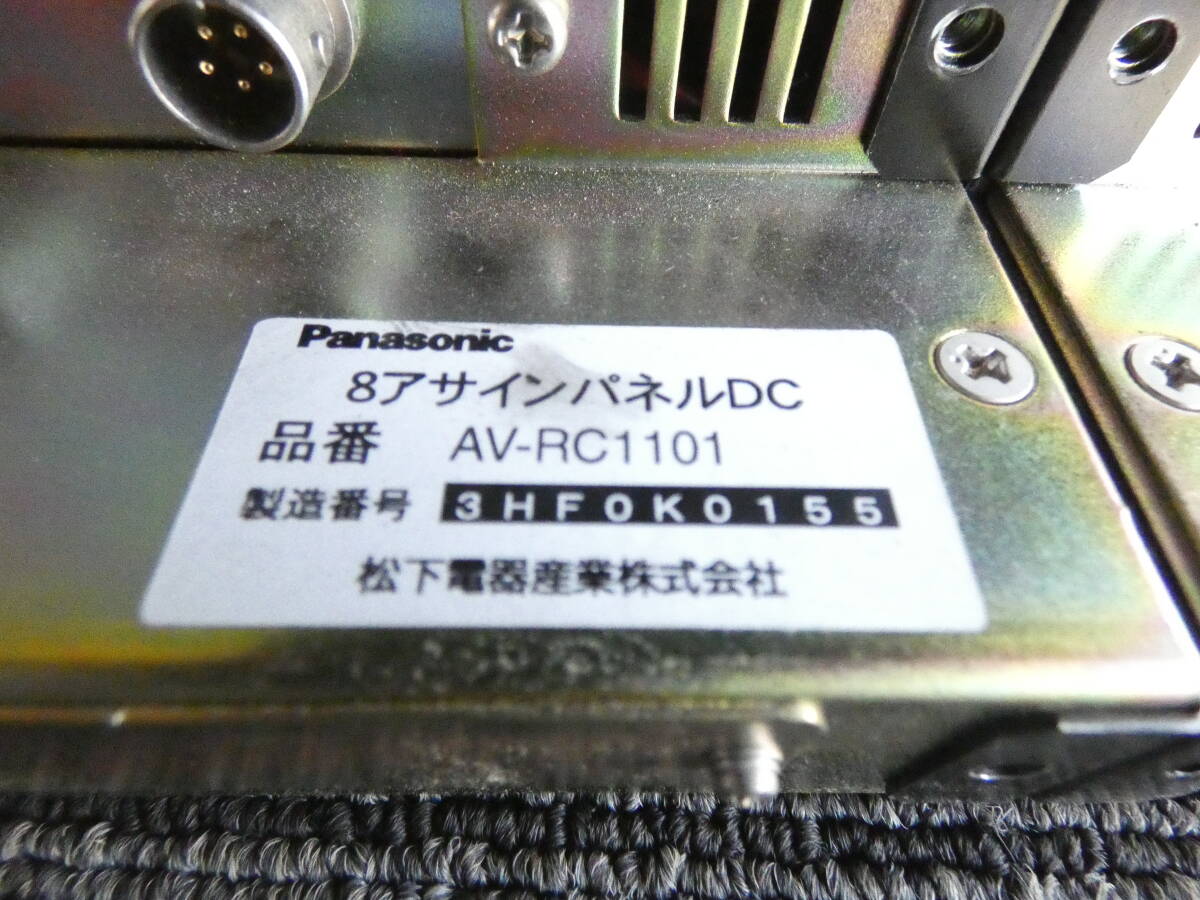 Panasonic
8アサインパネルDC
品番 AV-RC1101
製造番号 3HF0K0155
松下電器産業株式会社